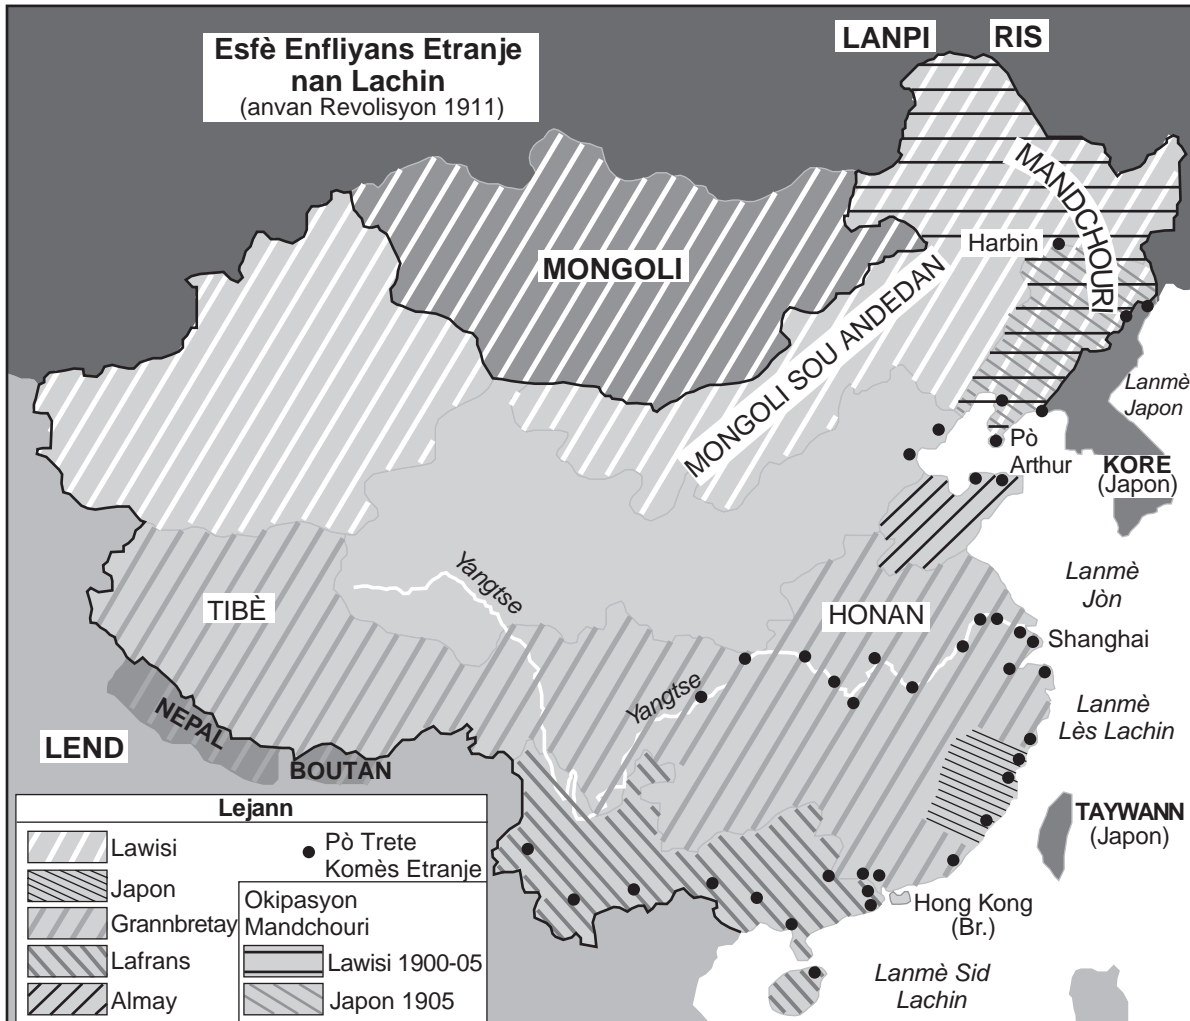 Esfè Enfliyans Etranje
nan Lachin
(anvan Revolisyon 1911)
LANPI RIS
MANDCHOURI
Harbin
MONGOLI
MONGOLI SOU ANDEDAN
Lanmè
Japon
Pò
Arthur
KORE
(Japon)
Yangtse
Lanmè
Jòn
TIBÈ
HONAN
Shanghai
Yangtse
Lanmè
Lès Lachin
NEPAL
LEND
BOUTAN
TAYWANN
(Japon)
Hong Kong
(Br.)
Lanmè Sid
Lachin
Lejann
Lawisi
Japon
Grannbretay
Lafrans
Almay
Pò Trete
Komès Etranje
Okipasyon
Mandchouri
Lawisi 1900-05
Japon 1905